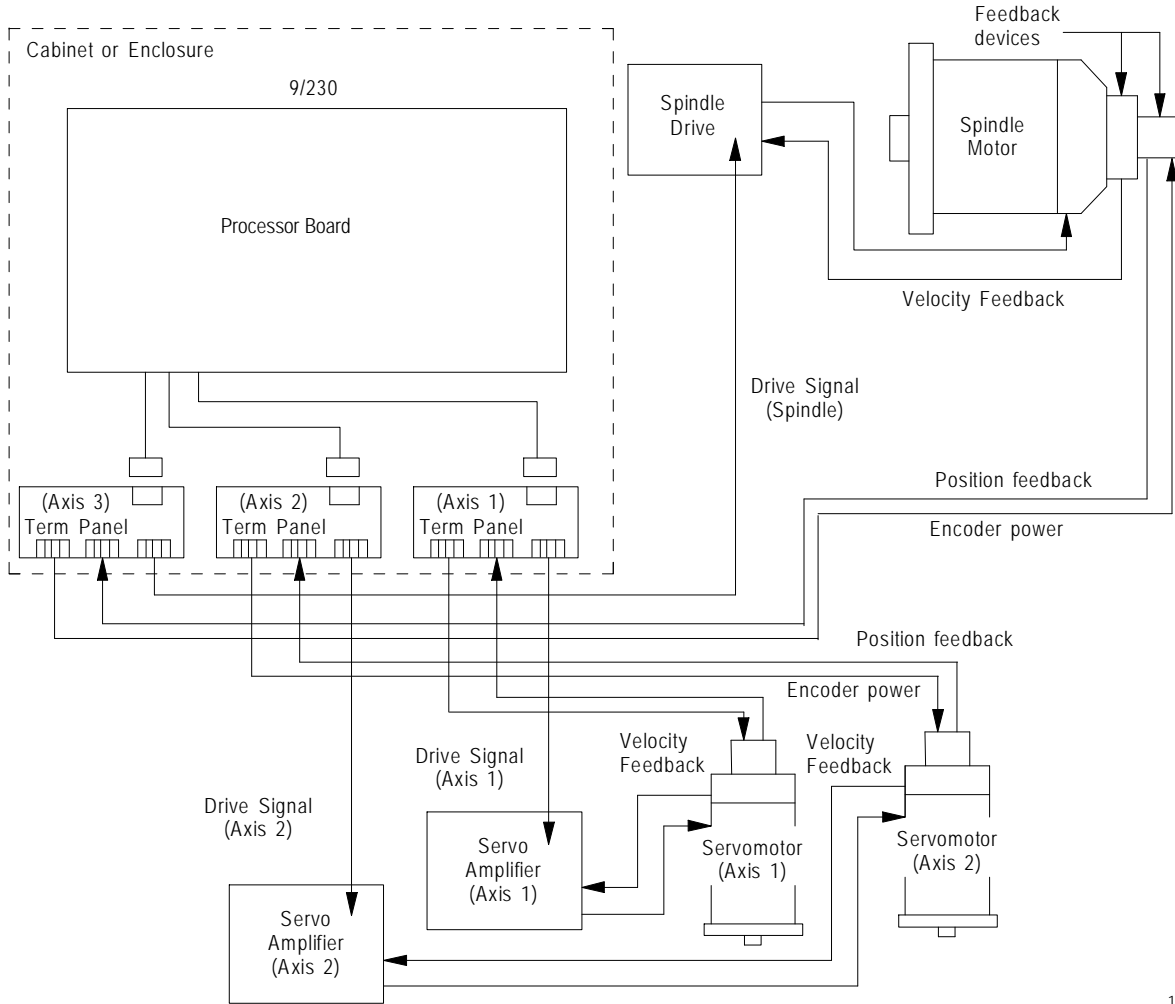 Cabinet or Enclosure
9/230
Processor Board
Feedback
devices
Spindle
Drive
Spindle
Motor
Velocity Feedback
Drive Signal
(Spindle)
(Axis 3)
Term Panel
(Axis 2)
Term Panel
(Axis 1)
Term Panel
Position feedback
Encoder power
Position feedback
Encoder power
Velocity
Feedback
Velocity
Feedback
Drive Signal
(Axis 1)
Drive Signal
(Axis 2)
Servo
Amplifier
(Axis 1)
Servomotor
(Axis 1)
Servomotor
(Axis 2)
Servo
Amplifier
(Axis 2)
1